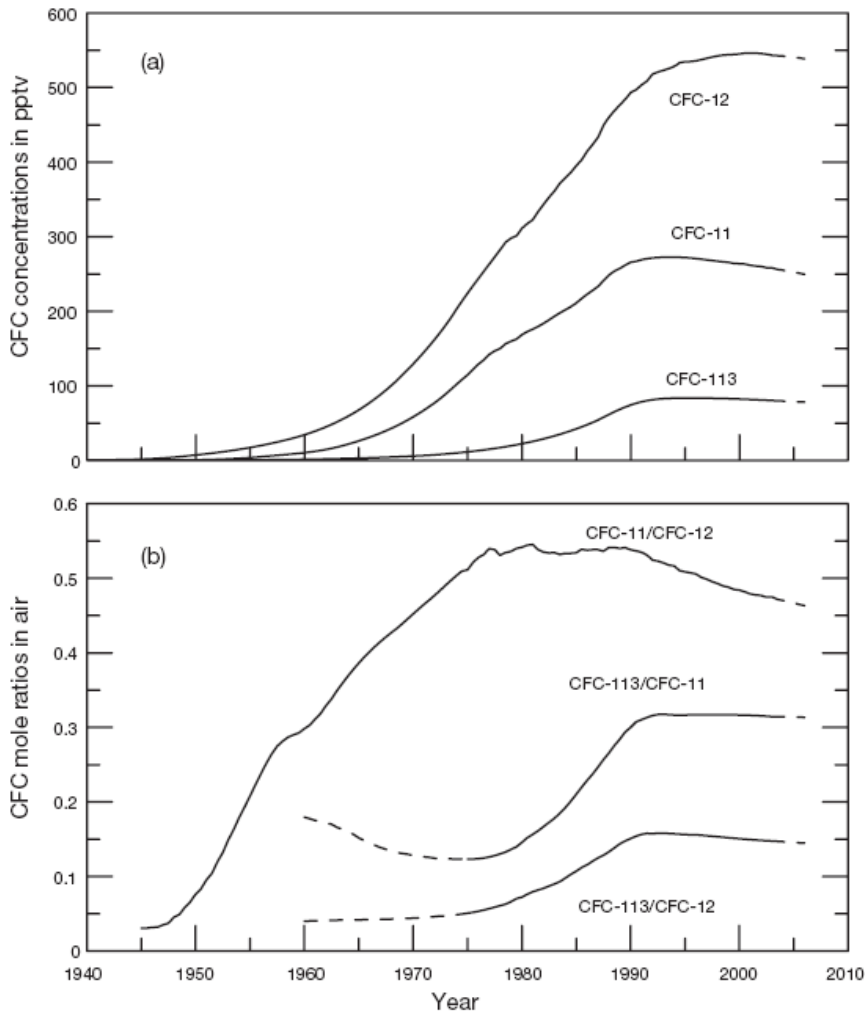 600
(a)
500
CFC-12
400
300
CFC-11
200
CFC-113
100
0
CFC concentrations in pptv
0.6
CFC-11/CFC-12
(b)
0.5
0.4
CFC-113/CFC-11
0.3
0.2
0.1
CFC-113/CFC-12
0
CFC mole ratios in air
1940 1950 1960 1970 1980 1990 2000 2010
Year